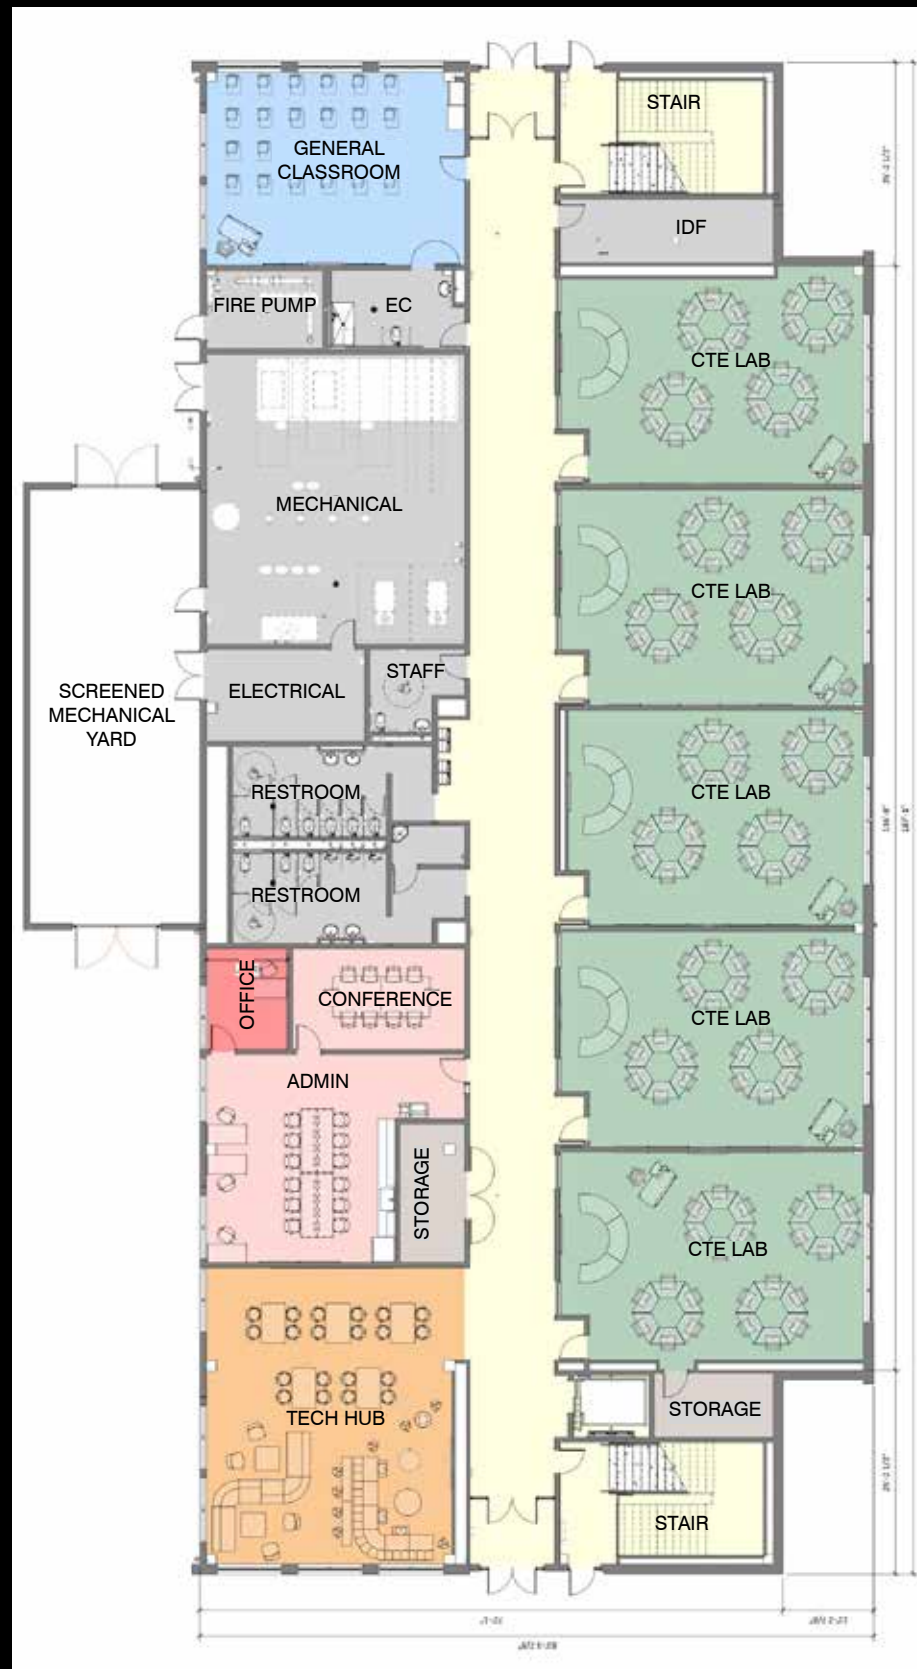 STAIR
GENERAL
CLASSROOM
IDF
FIRE PUMP
EC
CTE LAB
MECHANICAL
CTE LAB
STAFF
ELECTRICAL
SCREENED
MECHANICAL
YARD
RESTROOM
CTE LAB
RESTROOM
OFFICE
CONFERENCE
CTE LAB
ADMIN
STORAGE
CTE LAB
TECH HUB
STORAGE
STAIR